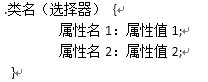 .类名（选择器） {
属性名 1：属性值 1;
属性名 2：属性值 2;
}